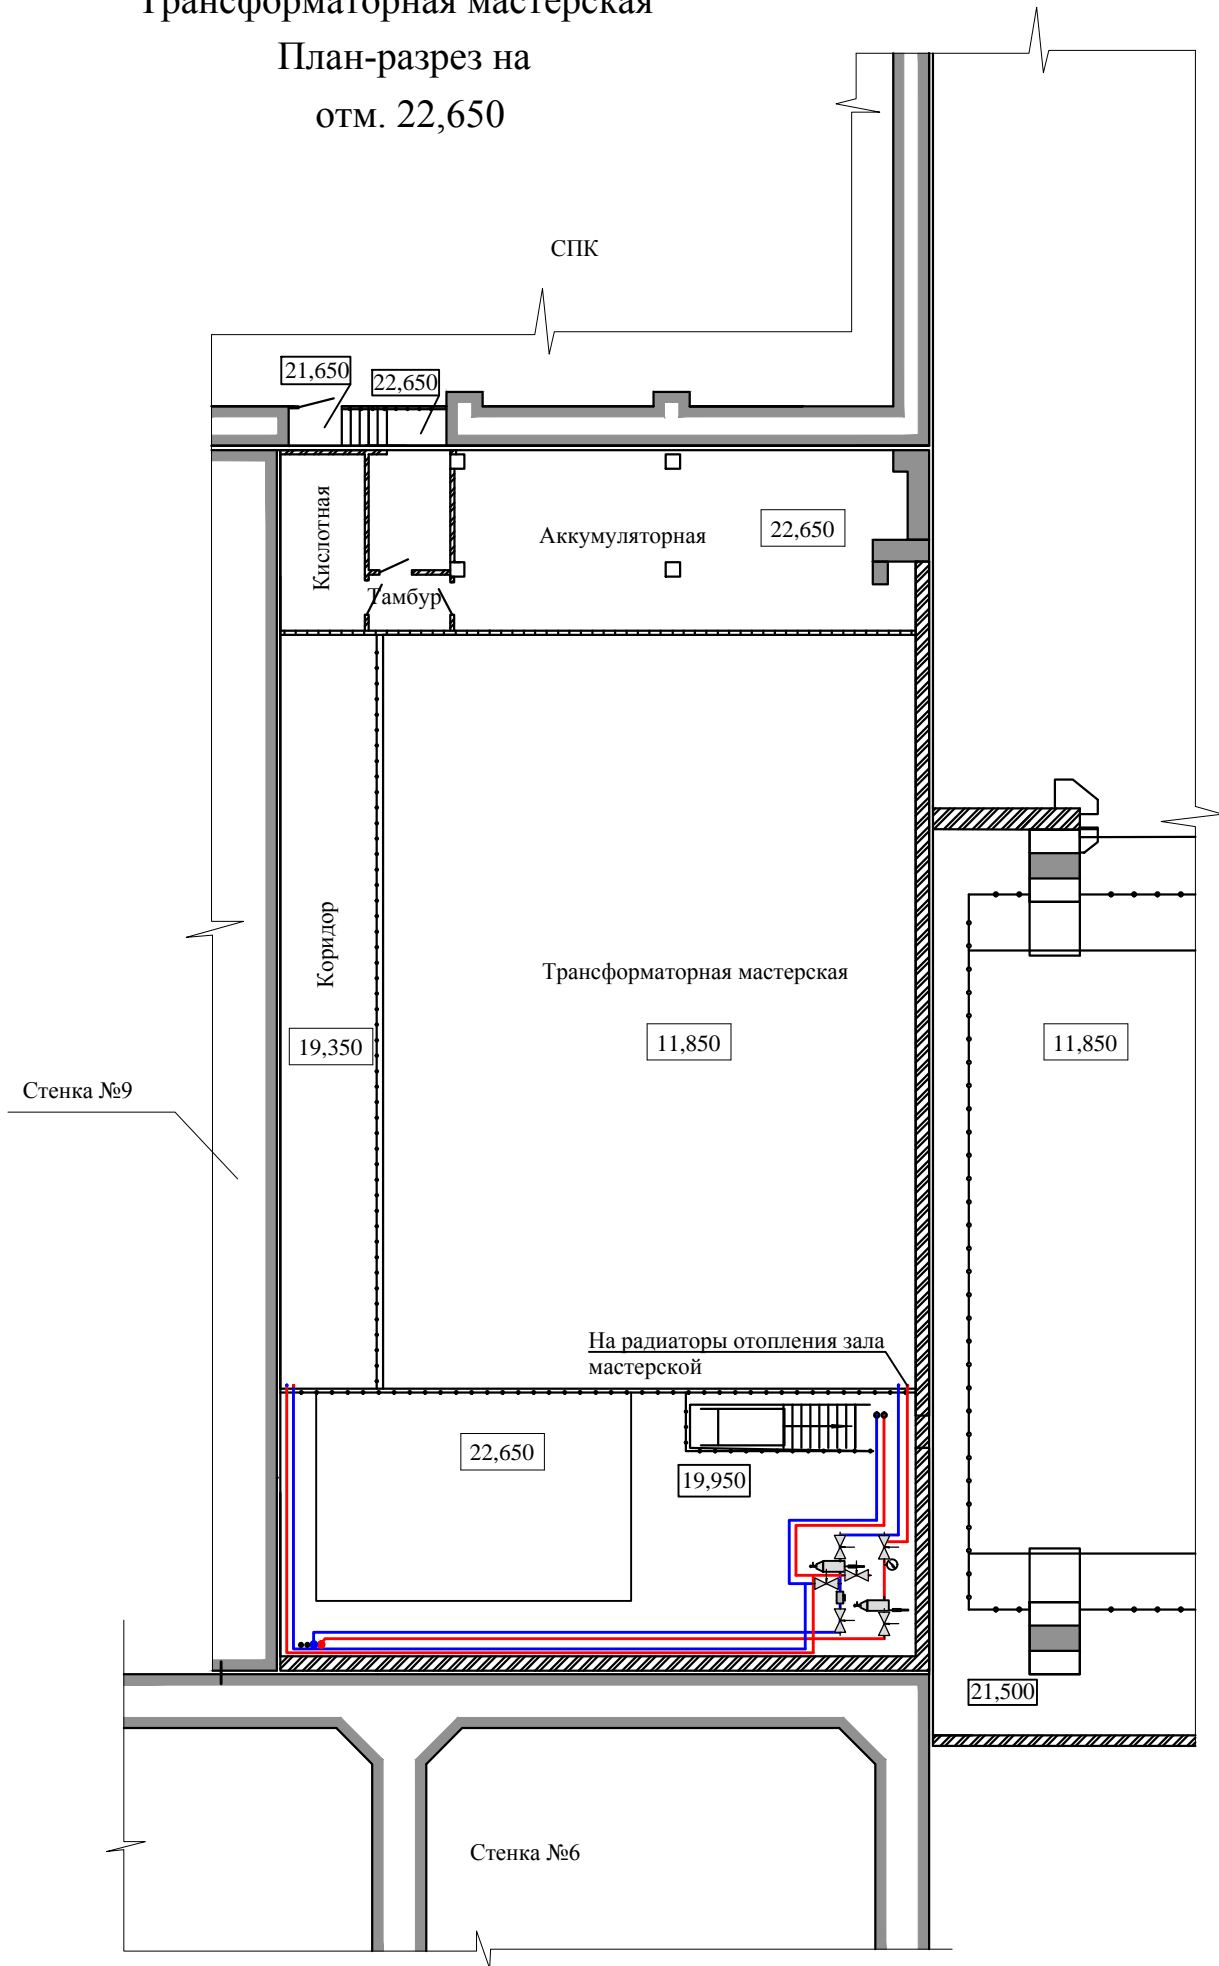 Трансформаторная мастерская
План-разрез на
отм. 22,650
СПК
21,650
22,650
Кислотная
Аккумуляторная
22,650
Тамбур
Коридор
Трансформаторная мастерская
19,350
11,850
11,850
Стенка №9
На радиаторы отопления зала
мастерской
22,650
19,950
21,500
Стенка №6